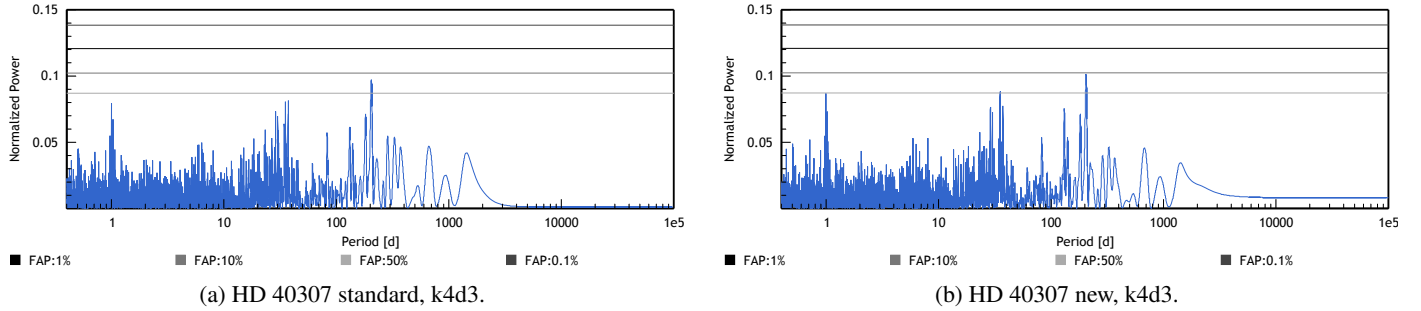 0.15
0.1
0.05
Normalized Power
1
10
100
1000
10000
1e5
Period [d]
FAP:1%
FAP:10%
FAP:50%
FAP:0.1%
(a) HD 40307 standard, k4d3.
0.15
0.1
0.05
Normalized Power
1
10
100
1000
10000
1e5
Period [d]
FAP:1%
FAP:10%
FAP:50%
FAP:0.1%
(b) HD 40307 new, k4d3.